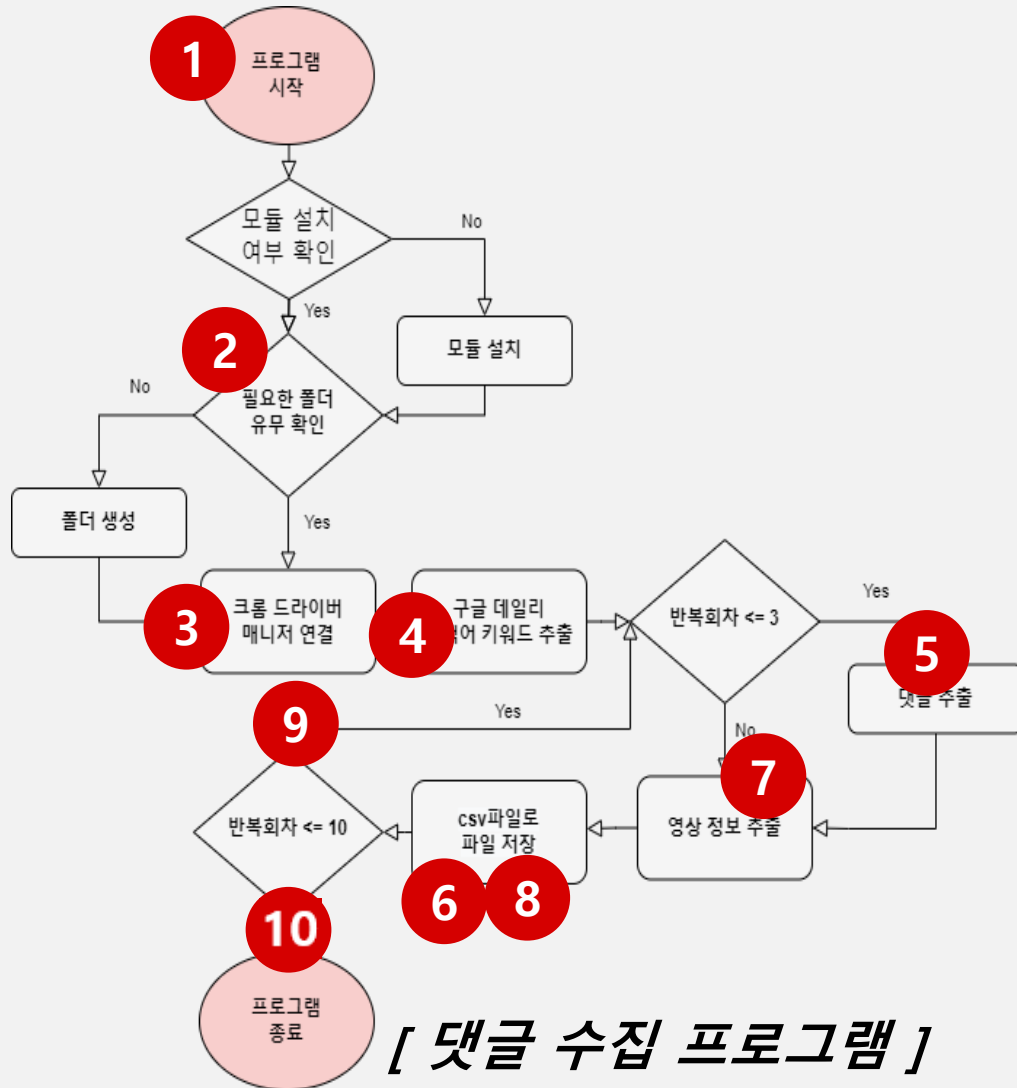 1
프로그램
시작
모듈 설치
여부 확인
No
Yes
모듈 설치
2
필요한 폴더
유무 확인
No
Yes
폴더 생성
3
크롬 드라이버
매니저 연결
4
구글 데일리
키워드 추출
반복회차 <= 3
Yes
5
댓글 추출
No
7
영상 정보 추출
csv파일로
파일 저장
6
8
9
Yes
반복회차 <= 10
10
프로그램
종료
[ 댓글 수집 프로그램 ]